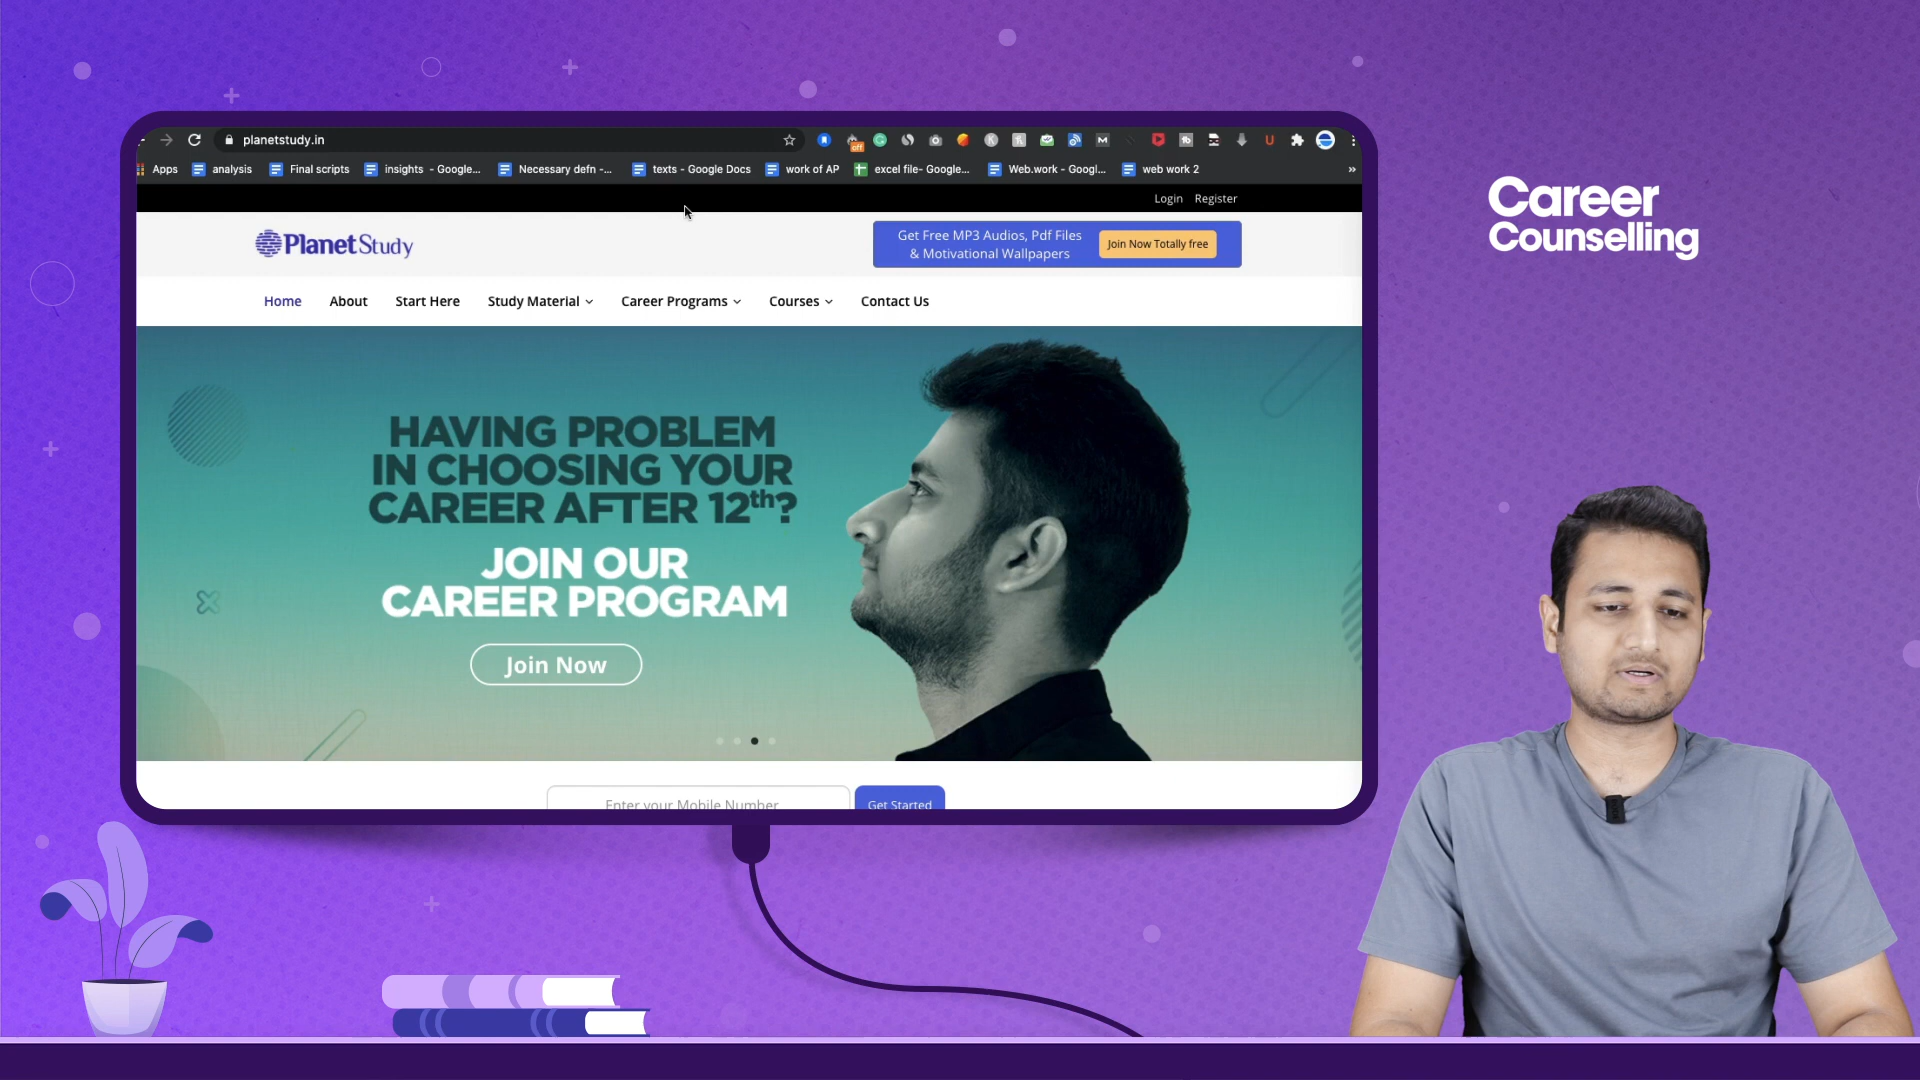 planetstudy.in
off
Apps analysis Final scripts insights - Google... Necessary defn -... texts - Google Docs work of AP excel file- Google... Web.work - Googl... web work 2 »
Login Register
PlanetStudy
Get Free MP3 Audios, Pdf Files
& Motivational Wallpapers
Join Now Totally free
Home About Start Here Study Material Career Programs Courses Contact Us
HAVING PROBLEM
IN CHOOSING YOUR
CAREER AFTER 12th?
JOIN OUR
CAREER PROGRAM
Join Now
Enter your Mobile Number Get Started
Career
Counselling